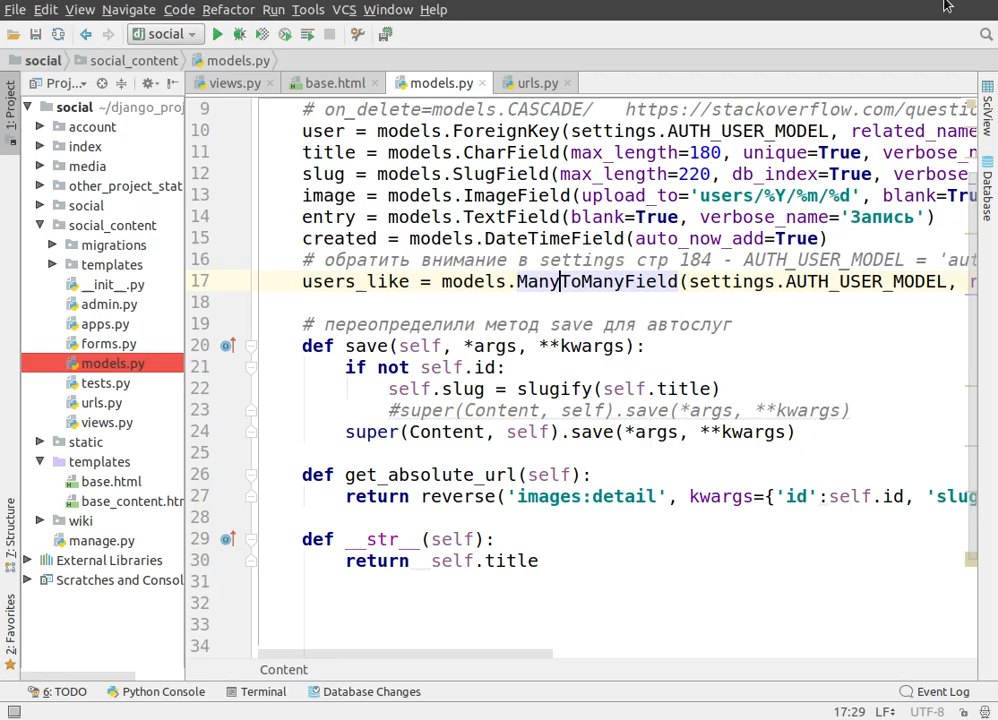 File Edit View Navigate Code Refactor Run Tools VCS Window Help
social
social social_content models.py
Proj... views.py base.html models.py urls.py
1: Project
7: Structure
2: Favorites
social ~/django_proj
account
index
media
other_project_stat
social
social_content
migrations
templates
__init__.py
admin.py
apps.py
forms.py
models.py
tests.py
urls.py
views.py
static
templates
base.html
base_content.htm
wiki
manage.py
External Libraries
Scratches and Consol
9 # on_delete=models.CASCADE/ https://stackoverflow.com/questio
10 user = models.ForeignKey(settings.AUTH_USER_MODEL, related_name
11 title = models.CharField(max_length=180, unique=True, verbose_n
12 slug = models.SlugField(max_length=220, db_index=True, verbose_
13 image = models.ImageField(upload_to='users/%Y/%m/%d', blank=Tru
14 entry = models.TextField(blank=True, verbose_name='Запись')
15 created = models.DateTimeField(auto_now_add=True)
16 # обратить внимание в settings стр 184 - AUTH_USER_MODEL = 'aut
17 users_like = models.ManyToManyField(settings.AUTH_USER_MODEL, r
18
19 # переопределили метод save для автослуг
20 def save(self, *args, **kwargs):
21 if not self.id:
22 self.slug = slugify(self.title)
23 #super(Content, self).save(*args, **kwargs)
24 super(Content, self).save(*args, **kwargs)
25
26 def get_absolute_url(self):
27 return reverse('images:detail', kwargs={'id':self.id, 'slug
28
29 def __str__(self):
30 return self.title
31
32
33
34
Content
SciView
Database
6: TODO Python Console Terminal Database Changes Event Log
17:29 LF UTF-8